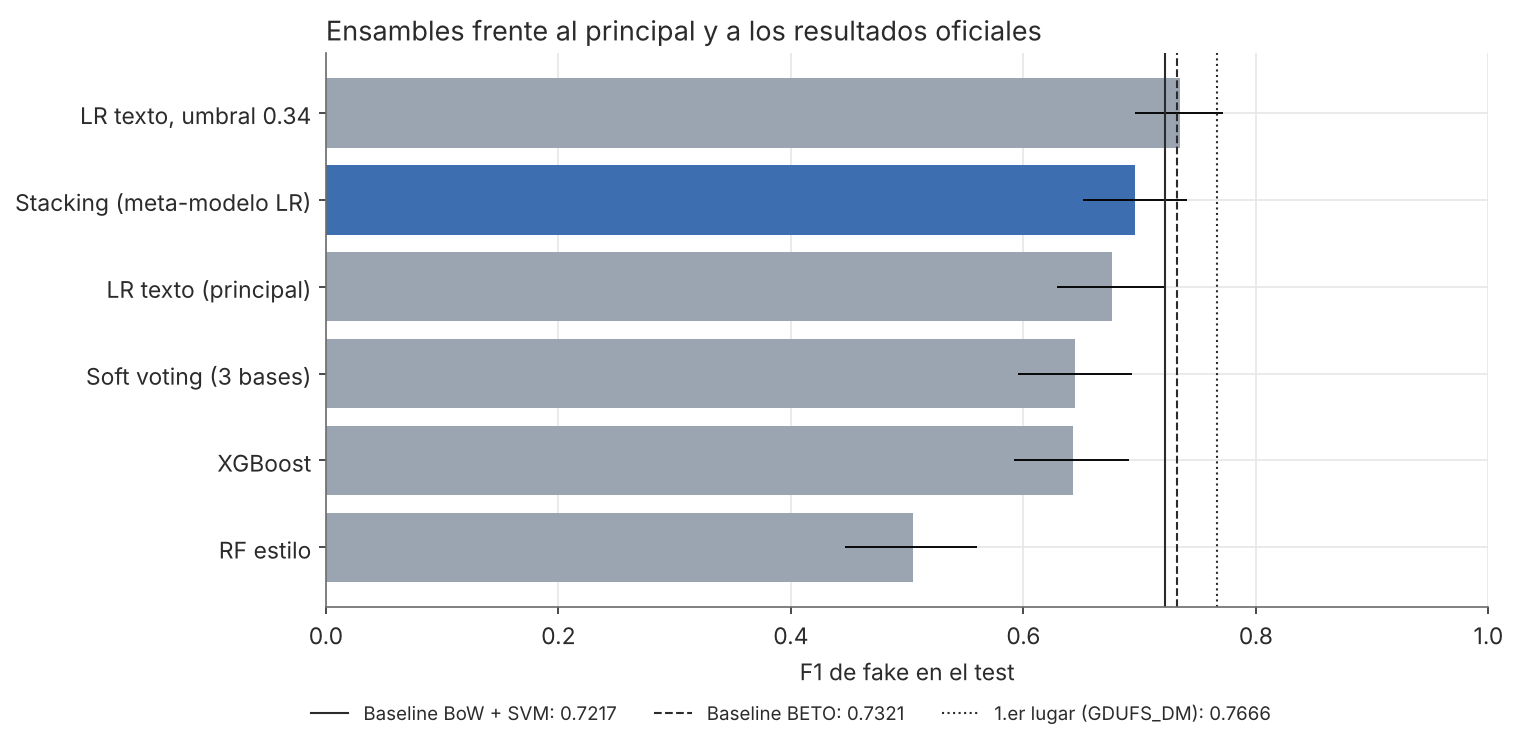 Ensambles frente al principal y a los resultados oficiales
LR texto, umbral 0.34
Stacking (meta-modelo LR)
LR texto (principal)
Soft voting (3 bases)
XGBoost
RF estilo
0.0 0.2 0.4 0.6 0.8 1.0
F1 de fake en el test
Baseline BoW + SVM: 0.7217 Baseline BETO: 0.7321 1.er lugar (GDUFS_DM): 0.7666